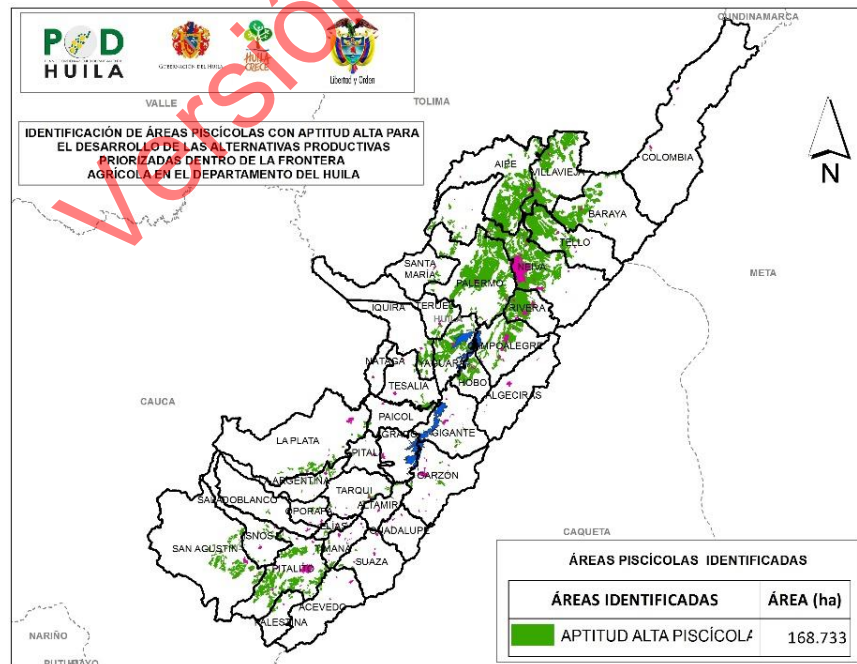 CUNDINAMARCA
POD
HUILA
GOBERNACIÓN DEL HUILA
HUILA
CRECE
Libertad y Orden
VALLE
TOLIMA
Versión
IDENTIFICACIÓN DE ÁREAS PISCÍCOLAS CON APTITUD ALTA PARA
EL DESARROLLO DE LAS ALTERNATIVAS PRODUCTIVAS
PRIORIZADAS DENTRO DE LA FRONTERA
AGRÍCOLA EN EL DEPARTAMENTO DEL HUILA
N
COLOMBIA
AIPE
VILLAVIEJA
BARAYA
TELLO
META
SANTA
MARÍA
NEIVA
PALERMO
IQUIRA
TERUEL
RIVERA
HUILA
CAMPOALEGRE
NATAGA
YAGUARA
TESALIA
HOBO
ALGECIRAS
CAUCA
PAICOL
AGRADO
GIGANTE
LA PLATA
PITAL
GARZÓN
ARGENTINA
TARQUI
SALADOBLANCO
OPORAPA
ALTAMIRA
ELÍAS
GUADALUPE
CAQUETA
ISNOS
SAN AGUSTÍN
TIMANÁ
SUAZA
PITALITO
ACEVEDO
PALESTINA
NARIÑO
PUTUMAYO
ÁREAS PISCÍCOLAS IDENTIFICADAS
ÁREAS IDENTIFICADAS ÁREA (ha)
APTITUD ALTA PISCÍCOLA 168.733